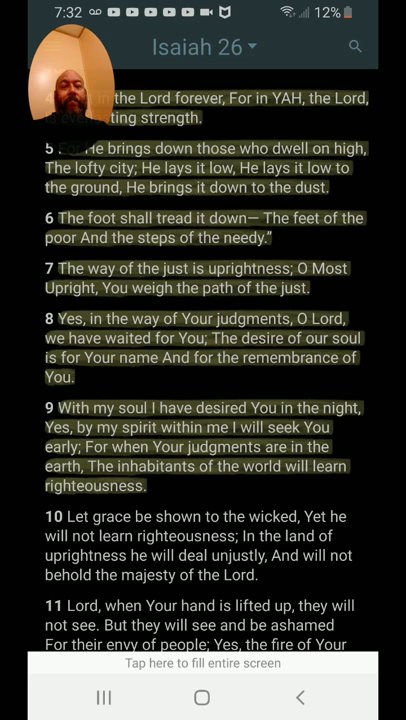 7:32
12%
Isaiah 26
in the Lord forever, For in YAH, the Lord,
strength.
5 For He brings down those who dwell on high,
The lofty city; He lays it low, He lays it low to
the ground, He brings it down to the dust.
6 The foot shall tread it down— The feet of the
poor And the steps of the needy.”
7 The way of the just is uprightness; O Most
Upright, You weigh the path of the just.
8 Yes, in the way of Your judgments, O Lord,
we have waited for You; The desire of our soul
is for Your name And for the remembrance of
You.
9 With my soul I have desired You in the night,
Yes, by my spirit within me I will seek You
early; For when Your judgments are in the
earth, The inhabitants of the world will learn
righteousness.
10 Let grace be shown to the wicked, Yet he
will not learn righteousness; In the land of
uprightness he will deal unjustly, And will not
behold the majesty of the Lord.
11 Lord, when Your hand is lifted up, they will
not see. But they will see and be ashamed
For their envy of people; Yes, the fire of Your
Tap here to fill entire screen